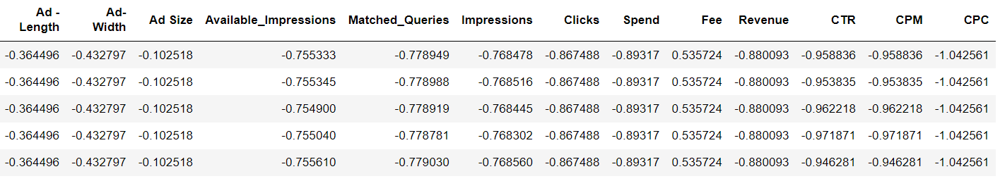 Ad - Length Ad- Width Ad Size Available_Impressions Matched_Queries Impressions Clicks Spend Fee Revenue CTR CPM CPC
-0.364496 -0.432797 -0.102518 -0.755333 -0.778949 -0.768478 -0.867488 -0.89317 0.535724 -0.880093 -0.958836 -0.958836 -1.042561
-0.364496 -0.432797 -0.102518 -0.755345 -0.778988 -0.768516 -0.867488 -0.89317 0.535724 -0.880093 -0.953835 -0.953835 -1.042561
-0.364496 -0.432797 -0.102518 -0.754900 -0.778919 -0.768445 -0.867488 -0.89317 0.535724 -0.880093 -0.962218 -0.962218 -1.042561
-0.364496 -0.432797 -0.102518 -0.755040 -0.778781 -0.768302 -0.867488 -0.89317 0.535724 -0.880093 -0.971871 -0.971871 -1.042561
-0.364496 -0.432797 -0.102518 -0.755610 -0.779030 -0.768560 -0.867488 -0.89317 0.535724 -0.880093 -0.946281 -0.946281 -1.042561